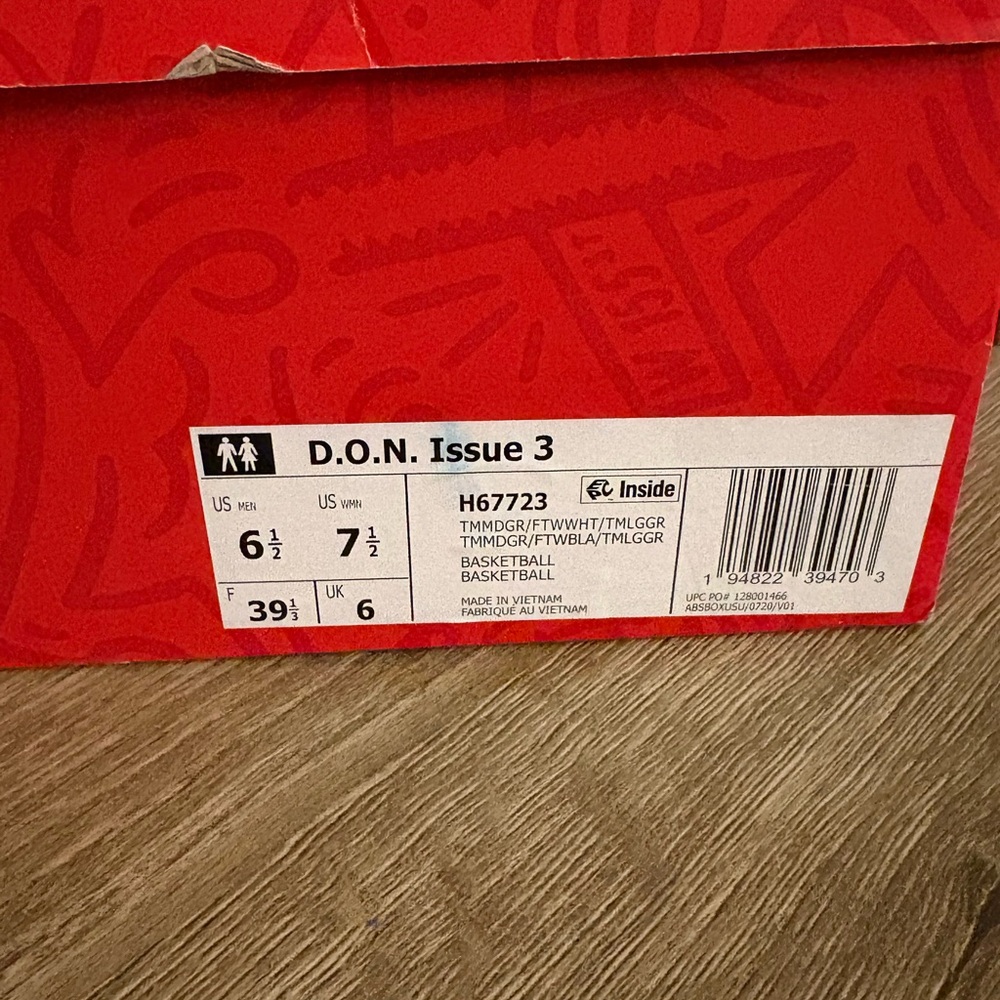 D.O.N. Issue 3
US MEN
6 1/2
US WMN
7 1/2
F
39 1/3
UK
6
H67723
Inside
TMMDGR/FTWWHT/TMLGGR
TMMDGR/FTWBLA/TMLGGR
BASKETBALL
BASKETBALL
MADE IN VIETNAM
FABRIQUÉ AU VIETNAM
1 94822 39470 3
UPC PO# 128001466
ABSBOXUSU/0720/V01